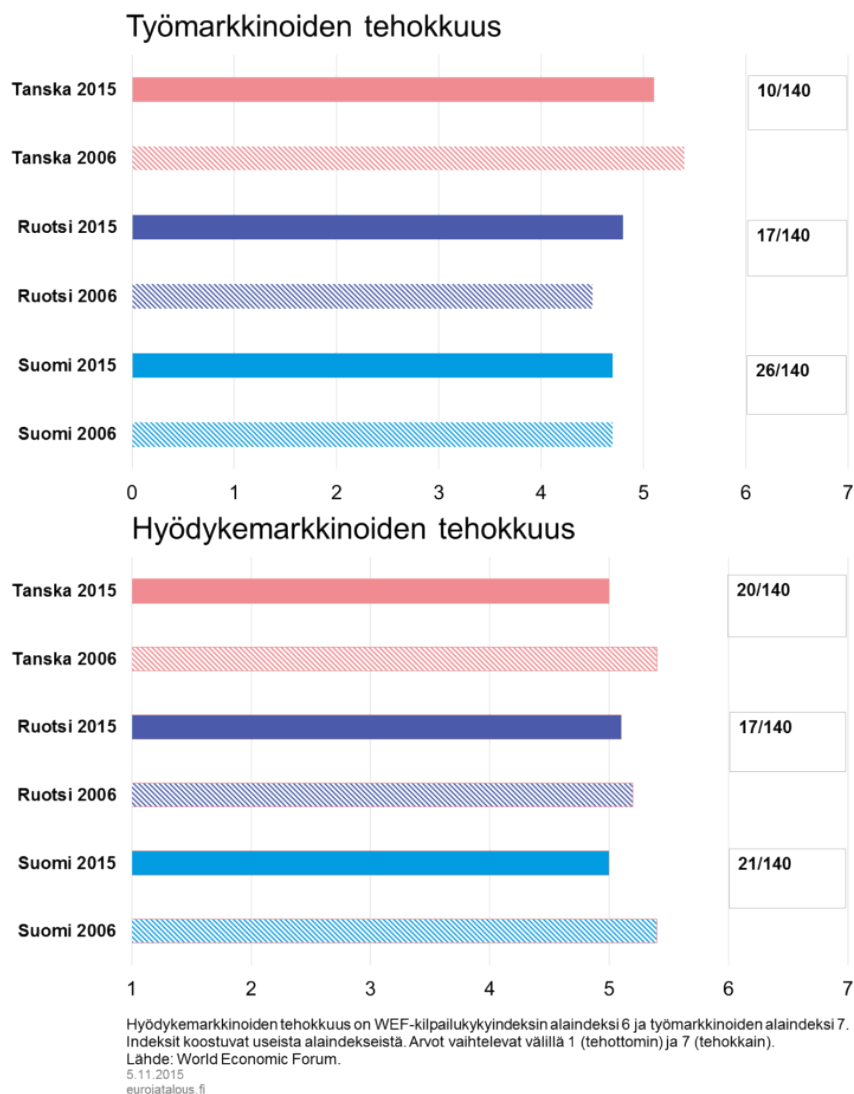 Työmarkkinoiden tehokkuus
Tanska 2015
10/140
Tanska 2006
Ruotsi 2015
17/140
Ruotsi 2006
Suomi 2015
26/140
Suomi 2006
0 1 2 3 4 5 6 7
Hyödykemarkkinoiden tehokkuus
Tanska 2015
20/140
Tanska 2006
Ruotsi 2015
17/140
Ruotsi 2006
Suomi 2015
21/140
Suomi 2006
1 2 3 4 5 6 7
Hyödykemarkkinoiden tehokkuus on WEF-kilpailukykyindeksin alaindeksi 6 ja työmarkkinoiden alaindeksi 7.
Indeksit koostuvat useista alaindekseistä. Arvot vaihtelevat välillä 1 (tehottomin) ja 7 (tehokkain).
Lähde: World Economic Forum.
5.11.2015
eurojatalous.fi